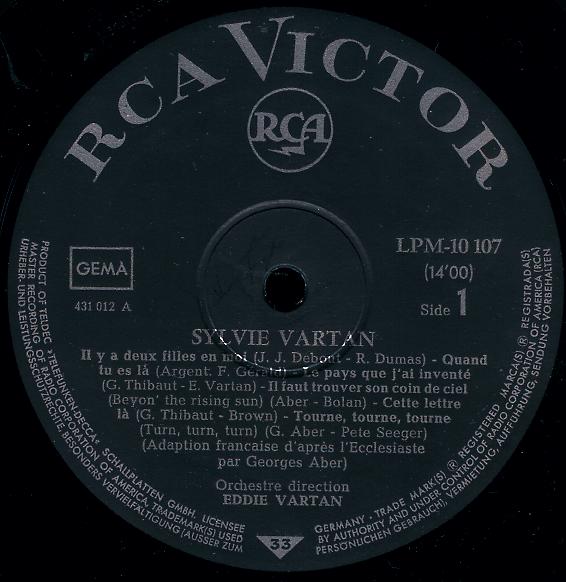 RCA VICTOR
RCA
GEMA
431 012 A
LPM-10 107
(14'00)
Side 1
SYLVIE VARTAN
Il y a deux filles en moi (J. J. Debout - R. Dumas) - Quand
tu es là (Argent. F. Gérald) - Le pays que j'ai inventé
(G. Thibaut - E. Vartan) - Il faut trouver son coin de ciel
(Beyon' the rising sun) (Aber - Bolan) - Cette lettre
là (G. Thibaut - Brown) - Tourne, tourne, tourne
(Turn, turn, turn) (G. Aber - Pete Seeger)
(Adaption francaise d'après l'Ecclesiaste
par Georges Aber)
Orchestre direction
EDDIE VARTAN
PRODUCT OF TELDEC »TELEFUNKEN-DECCA« SCHALLPLATTEN GMBH. LICENSEE
MASTER RECORDING OF RADIO CORPORATION OF AMERICA, TRADEMARK(S) USED
URHEBER- UND LEISTUNGSSCHUTZRECHTE, BESONDERS VERVIELFÄLTIGUNG (AUSSER ZUM
33
GERMANY - TRADE MARK(S) ® REGISTERED MARCA(S) ® REGISTRADA(S)
BY AUTHORITY AND UNDER CONTROL OF RADIO CORPORATION OF AMERICA (RCA)
PERSÖNLICHEN GEBRAUCH), VERMIETUNG, AUFFÜHRUNG, SENDUNG VORBEHALTEN